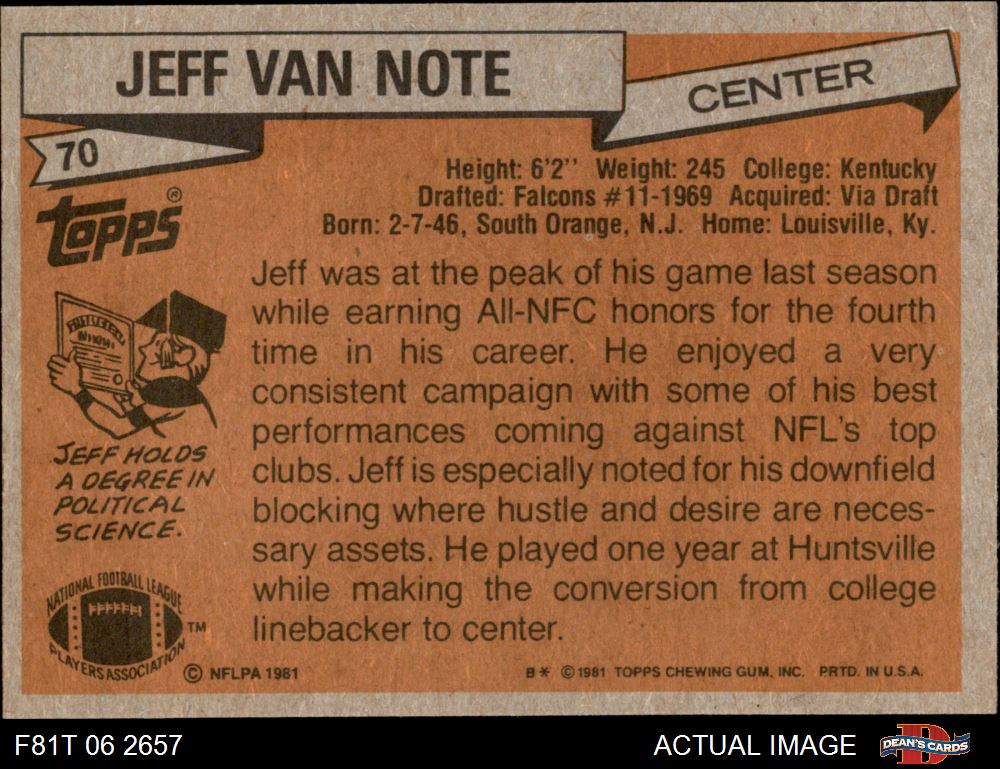 JEFF VAN NOTE
CENTER
70
Height: 6'2'' Weight: 245 College: Kentucky
Drafted: Falcons #11-1969 Acquired: Via Draft
Born: 2-7-46, South Orange, N.J. Home: Louisville, Ky.
Topps®
Jeff was at the peak of his game last season
while earning All-NFC honors for the fourth
time in his career. He enjoyed a very
consistent campaign with some of his best
performances coming against NFL's top
clubs. Jeff is especially noted for his downfield
blocking where hustle and desire are neces-
sary assets. He played one year at Huntsville
while making the conversion from college
linebacker to center.
JEFF HOLDS
A DEGREE IN
POLITICAL
SCIENCE.
NATIONAL FOOTBALL LEAGUE
PLAYERS ASSOCIATION
TM
© NFLPA 1981
B* ©1981 TOPPS CHEWING GUM, INC. PRTD. IN U.S.A.
F81T 06 2657
ACTUAL IMAGE
DEAN'S CARDS